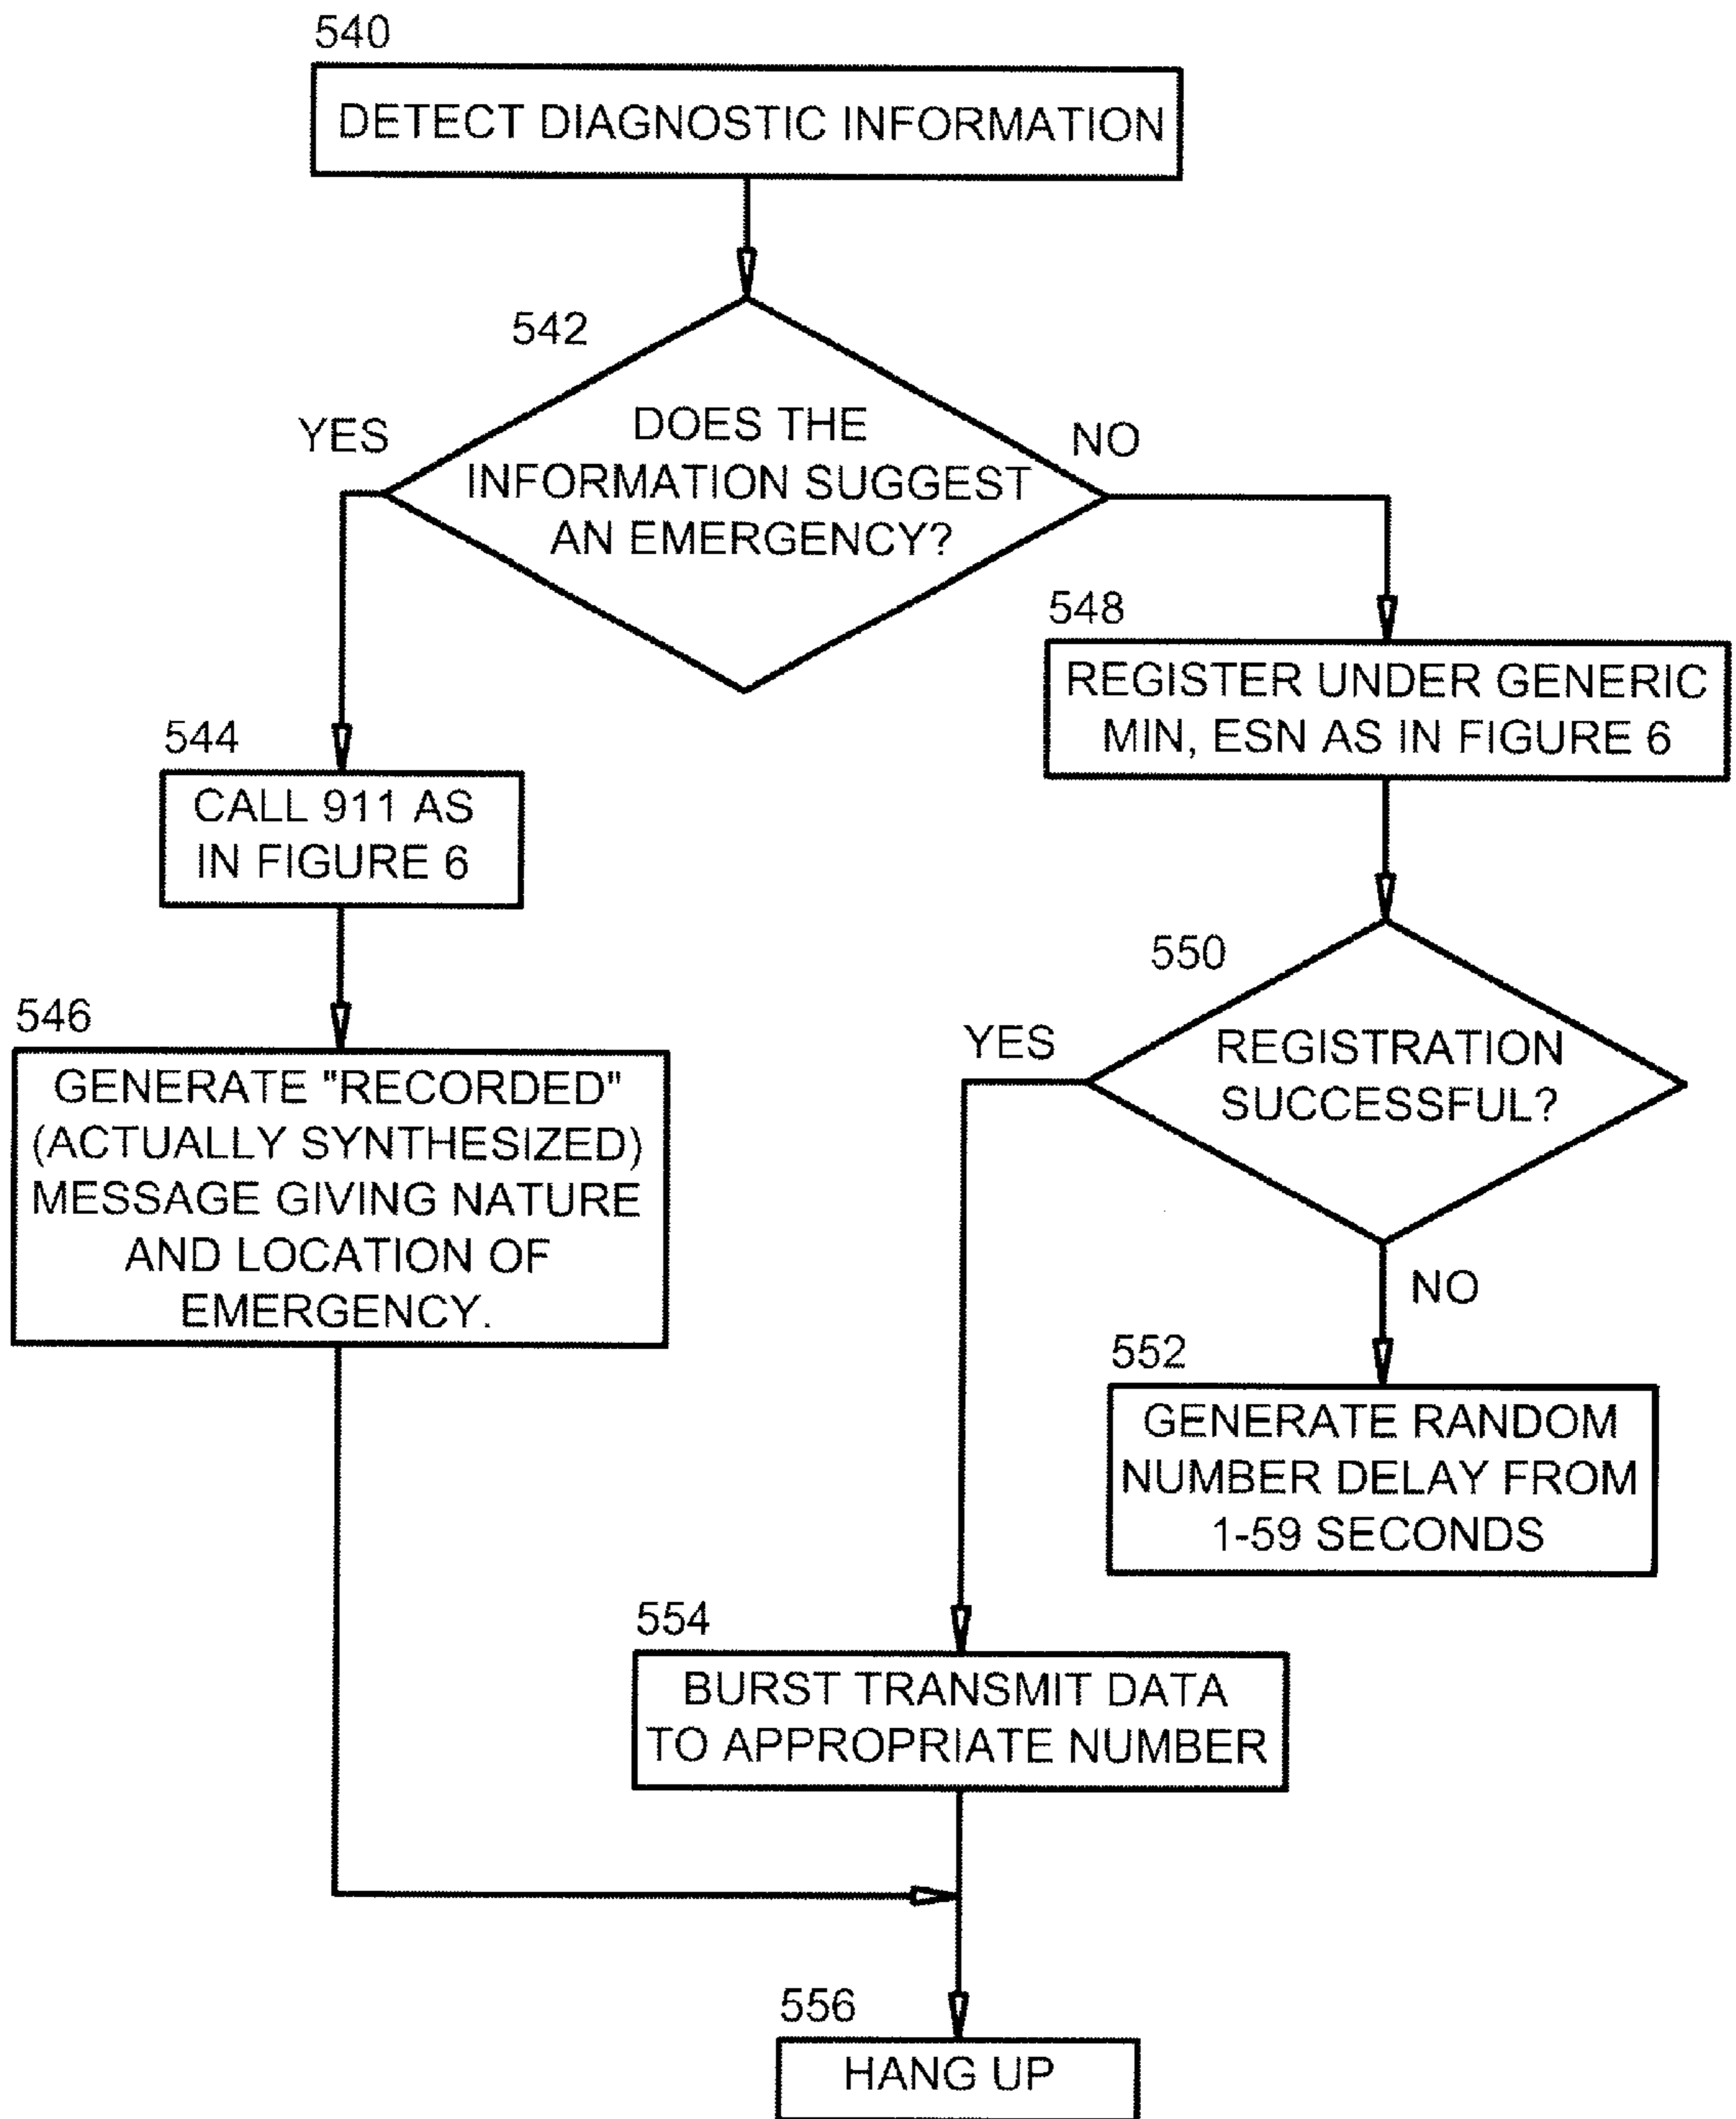 540
DETECT DIAGNOSTIC INFORMATION
542
YES
DOES THE
INFORMATION SUGGEST
AN EMERGENCY?
NO
548
REGISTER UNDER GENERIC
MIN, ESN AS IN FIGURE 6
544
CALL 911 AS
IN FIGURE 6
550
YES
REGISTRATION
SUCCESSFUL?
NO
546
GENERATE "RECORDED"
(ACTUALLY SYNTHESIZED)
MESSAGE GIVING NATURE
AND LOCATION OF
EMERGENCY.
552
GENERATE RANDOM
NUMBER DELAY FROM
1-59 SECONDS
554
BURST TRANSMIT DATA
TO APPROPRIATE NUMBER
556
HANG UP